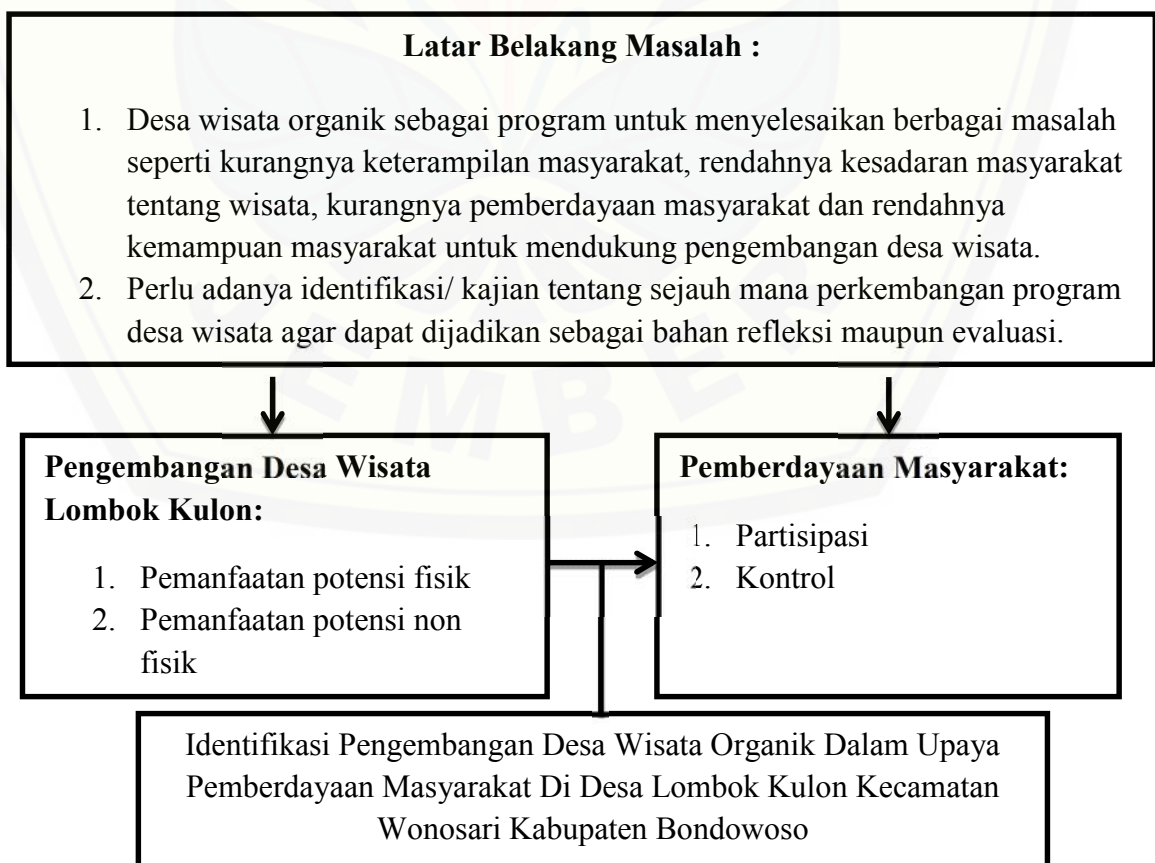 Latar Belakang Masalah :
1. Desa wisata organik sebagai program untuk menyelesaikan berbagai masalah
seperti kurangnya keterampilan masyarakat, rendahnya kesadaran masyarakat
tentang wisata, kurangnya pemberdayaan masyarakat dan rendahnya
kemampuan masyarakat untuk mendukung pengembangan desa wisata.
2. Perlu adanya identifikasi/ kajian tentang sejauh mana perkembangan program
desa wisata agar dapat dijadikan sebagai bahan refleksi maupun evaluasi.
JEMBER
Pengembangan Desa Wisata
Lombok Kulon:
1. Pemanfaatan potensi fisik
2. Pemanfaatan potensi non
fisik
Pemberdayaan Masyarakat:
1. Partisipasi
2. Kontrol
Identifikasi Pengembangan Desa Wisata Organik Dalam Upaya
Pemberdayaan Masyarakat Di Desa Lombok Kulon Kecamatan
Wonosari Kabupaten Bondowoso